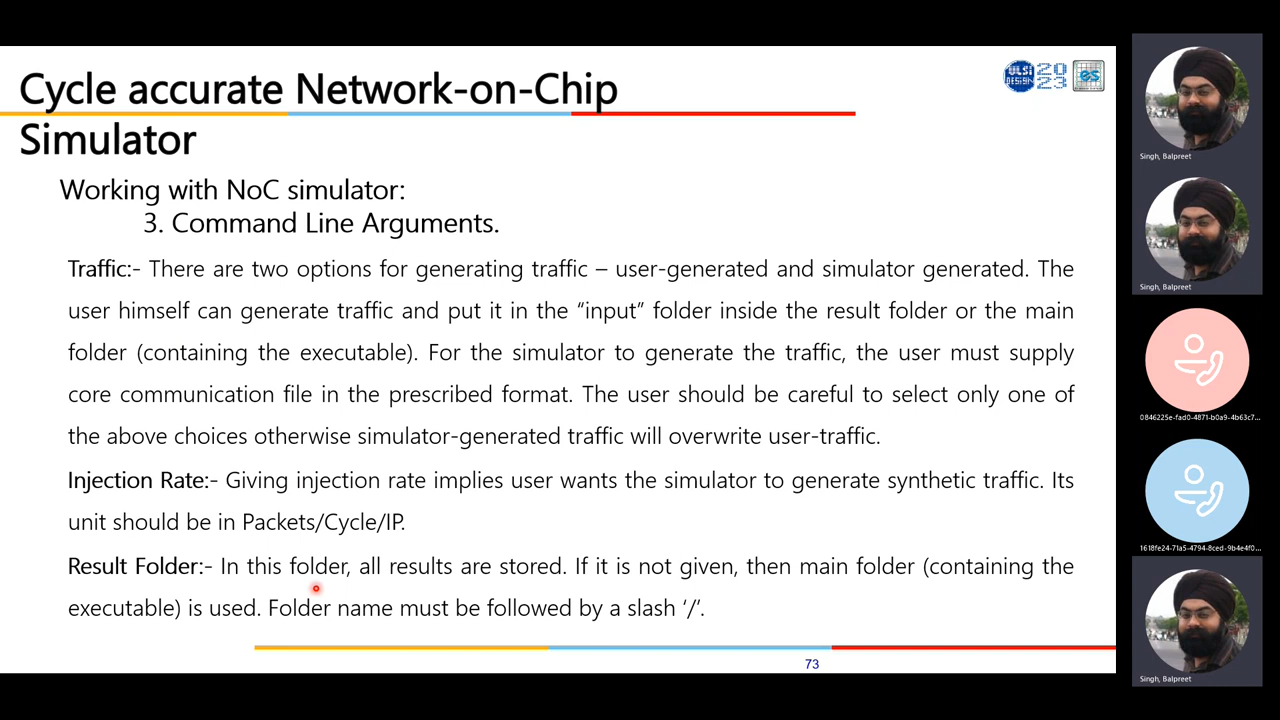 Cycle accurate Network-on-Chip
Simulator
VLSI
DESIGN
20
23
es
Working with NoC simulator:
3. Command Line Arguments.
Traffic:- There are two options for generating traffic – user-generated and simulator generated. The
user himself can generate traffic and put it in the “input” folder inside the result folder or the main
folder (containing the executable). For the simulator to generate the traffic, the user must supply
core communication file in the prescribed format. The user should be careful to select only one of
the above choices otherwise simulator-generated traffic will overwrite user-traffic.
Injection Rate:- Giving injection rate implies user wants the simulator to generate synthetic traffic. Its
unit should be in Packets/Cycle/IP.
Result Folder:- In this folder, all results are stored. If it is not given, then main folder (containing the
executable) is used. Folder name must be followed by a slash ‘/’.
73
Singh, Balpreet
Singh, Balpreet
0846225e-fad0-4871-b0a9-4b63c7...
1618fe24-71a5-4794-8ced-9b4e4f0...
Singh, Balpreet